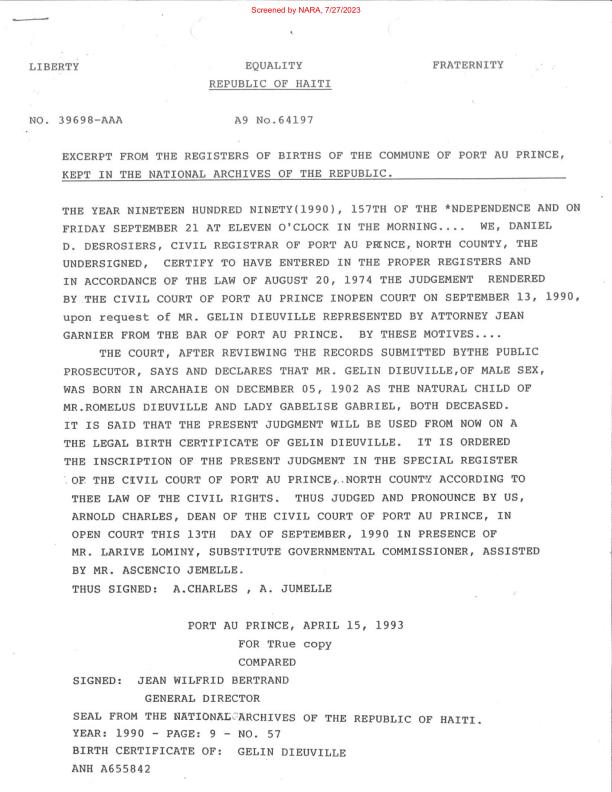 Screened by NARA, 7/27/2023
LIBERTY EQUALITY FRATERNITY
REPUBLIC OF HAITI
NO. 39698-AAA A9 No.64197
EXCERPT FROM THE REGISTERS OF BIRTHS OF THE COMMUNE OF PORT AU PRINCE,
KEPT IN THE NATIONAL ARCHIVES OF THE REPUBLIC.
THE YEAR NINETEEN HUNDRED NINETY(1990), 157TH OF THE *NDEPENDENCE AND ON
FRIDAY SEPTEMBER 21 AT ELEVEN O'CLOCK IN THE MORNING.... WE, DANIEL
D. DESROSIERS, CIVIL REGISTRAR OF PORT AU PRINCE, NORTH COUNTY, THE
UNDERSIGNED, CERTIFY TO HAVE ENTERED IN THE PROPER REGISTERS AND
IN ACCORDANCE OF THE LAW OF AUGUST 20, 1974 THE JUDGEMENT RENDERED
BY THE CIVIL COURT OF PORT AU PRINCE INOPEN COURT ON SEPTEMBER 13, 1990,
upon request of MR. GELIN DIEUVILLE REPRESENTED BY ATTORNEY JEAN
GARNIER FROM THE BAR OF PORT AU PRINCE. BY THESE MOTIVES....
THE COURT, AFTER REVIEWING THE RECORDS SUBMITTED BYTHE PUBLIC
PROSECUTOR, SAYS AND DECLARES THAT MR. GELIN DIEUVILLE,OF MALE SEX,
WAS BORN IN ARCAHAIE ON DECEMBER 05, 1902 AS THE NATURAL CHILD OF
MR.ROMELUS DIEUVILLE AND LADY GABELISE GABRIEL, BOTH DECEASED.
IT IS SAID THAT THE PRESENT JUDGMENT WILL BE USED FROM NOW ON A
THE LEGAL BIRTH CERTIFICATE OF GELIN DIEUVILLE. IT IS ORDERED
THE INSCRIPTION OF THE PRESENT JUDGMENT IN THE SPECIAL REGISTER
OF THE CIVIL COURT OF PORT AU PRINCE, NORTH COUNTY ACCORDING TO
THEE LAW OF THE CIVIL RIGHTS. THUS JUDGED AND PRONOUNCE BY US,
ARNOLD CHARLES, DEAN OF THE CIVIL COURT OF PORT AU PRINCE, IN
OPEN COURT THIS 13TH DAY OF SEPTEMBER, 1990 IN PRESENCE OF
MR. LARIVE LOMINY, SUBSTITUTE GOVERNMENTAL COMMISSIONER, ASSISTED
BY MR. ASCENCIO JEMELLE.
THUS SIGNED: A.CHARLES , A. JUMELLE
PORT AU PRINCE, APRIL 15, 1993
FOR TRue copy
COMPARED
SIGNED: JEAN WILFRID BERTRAND
GENERAL DIRECTOR
SEAL FROM THE NATIONAL ARCHIVES OF THE REPUBLIC OF HAITI.
YEAR: 1990 - PAGE: 9 - NO. 57
BIRTH CERTIFICATE OF: GELIN DIEUVILLE
ANH A655842